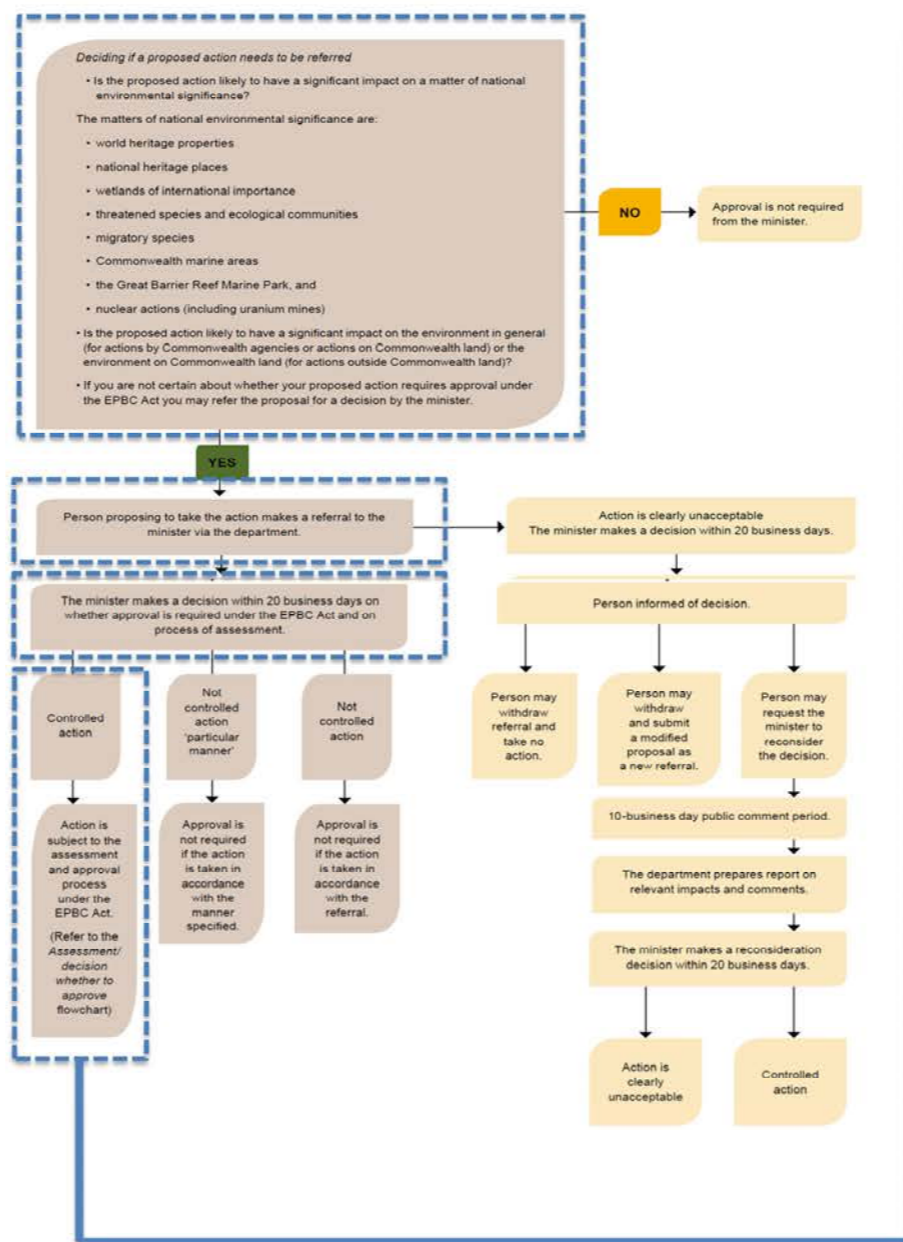 Deciding if a proposed action needs to be referred
• Is the proposed action likely to have a significant impact on a matter of national
environmental significance?
The matters of national environmental significance are:
• world heritage properties
• national heritage places
• wetlands of international importance
• threatened species and ecological communities
• migratory species
• Commonwealth marine areas
• the Great Barrier Reef Marine Park, and
• nuclear actions (including uranium mines)
• Is the proposed action likely to have a significant impact on the environment in general
(for actions by Commonwealth agencies or actions on Commonwealth land) or the
environment on Commonwealth land (for actions outside Commonwealth land)?
• If you are not certain about whether your proposed action requires approval under
the EPBC Act you may refer the proposal for a decision by the minister.
NO
Approval is not required
from the minister.
YES
Person proposing to take the action makes a referral to the
minister via the department.
Action is clearly unacceptable
The minister makes a decision within 20 business days.
The minister makes a decision within 20 business days on
whether approval is required under the EPBC Act and on
process of assessment.
Person informed of decision.
Controlled
action
Not
controlled
action
'particular
manner'
Not
controlled
action
Person may
withdraw
referral and
take no
action.
Person may
withdraw
and submit
a modified
proposal as
a new referral.
Person may
request the
minister to
reconsider
the decision.
Action is
subject to the
assessment
and approval
process
under the
EPBC Act.
(Refer to the
Assessment/
decision
whether to
approve
flowchart)
Approval is
not required
if the action
is taken in
accordance
with the
manner
specified.
Approval is
not required
if the action
is taken in
accordance
with the
referral.
10-business day public comment period.
The department prepares report on
relevant impacts and comments.
The minister makes a reconsideration
decision within 20 business days.
Action is
clearly
unacceptable
Controlled
action